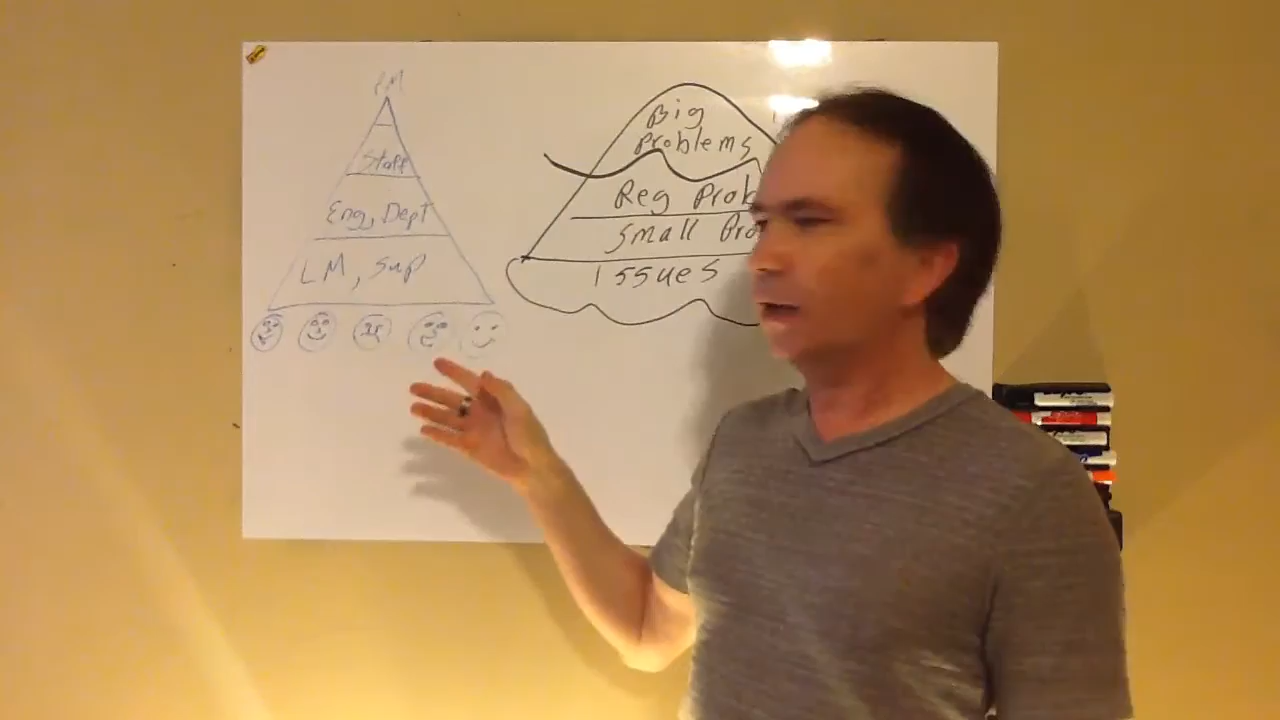 PM
Staff
Eng, Dept
LM, Sup
Big
Problems
Reg Prob
Small Pro
Issues